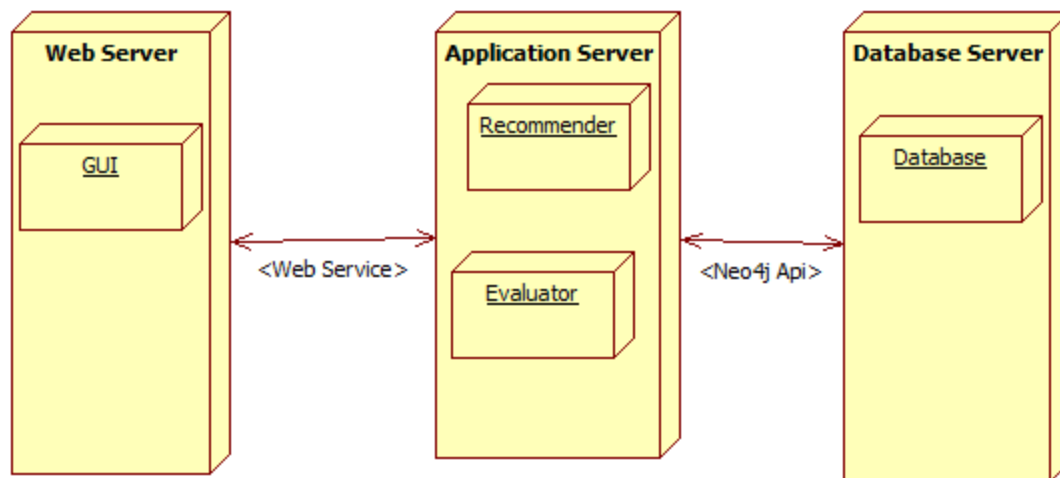 Web Server
GUI
<Web Service>
Application Server
Recommender
Evaluator
<Neo4j Api>
Database Server
Database